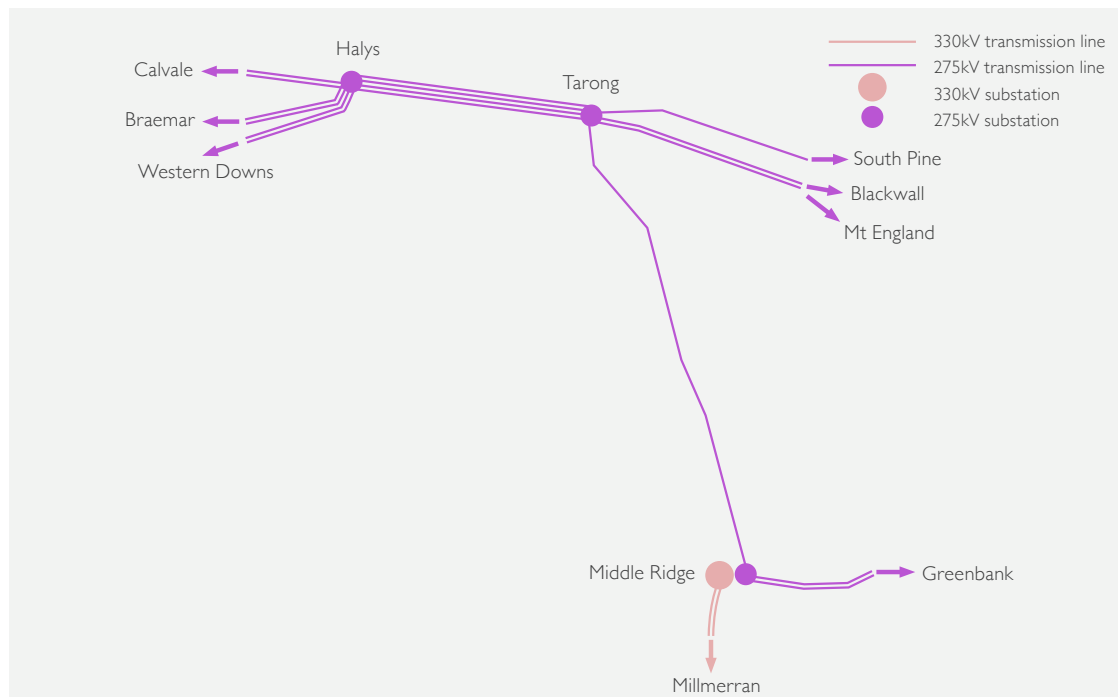 Halys
Calvale
Braemar
Western Downs
Tarong
330kV transmission line
275kV transmission line
330kV substation
275kV substation
South Pine
Blackwall
Mt England
Middle Ridge
Greenbank
Millmerran